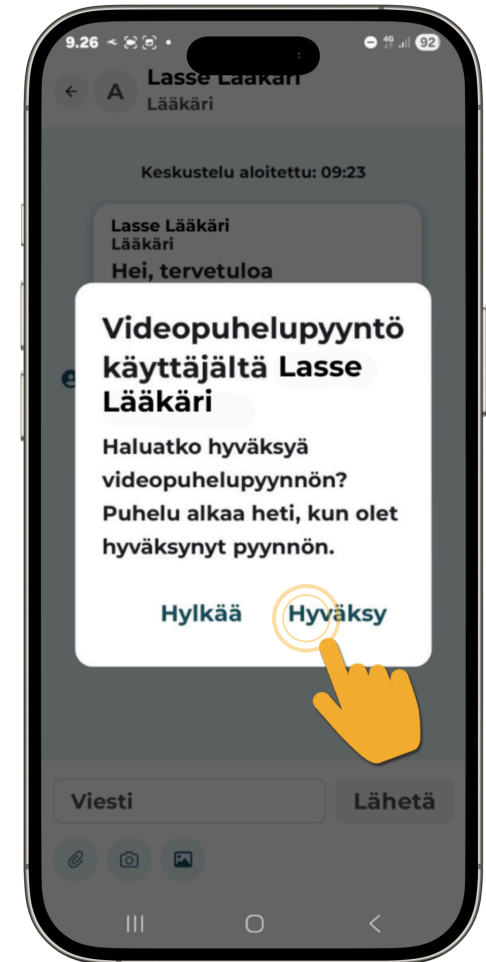 9.26
4G
92
A
Lasse Lääkäri
Lääkäri
Keskustelu aloitettu: 09:23
Lasse Lääkäri
Lääkäri
Hei, tervetuloa
Videopuhelupyyntö
käyttäjältä Lasse
Lääkäri
Haluatko hyväksyä
videopuhelupyynnön?
Puhelu alkaa heti, kun olet
hyväksynyt pyynnön.
Hylkää Hyväksy
Viesti Lähetä